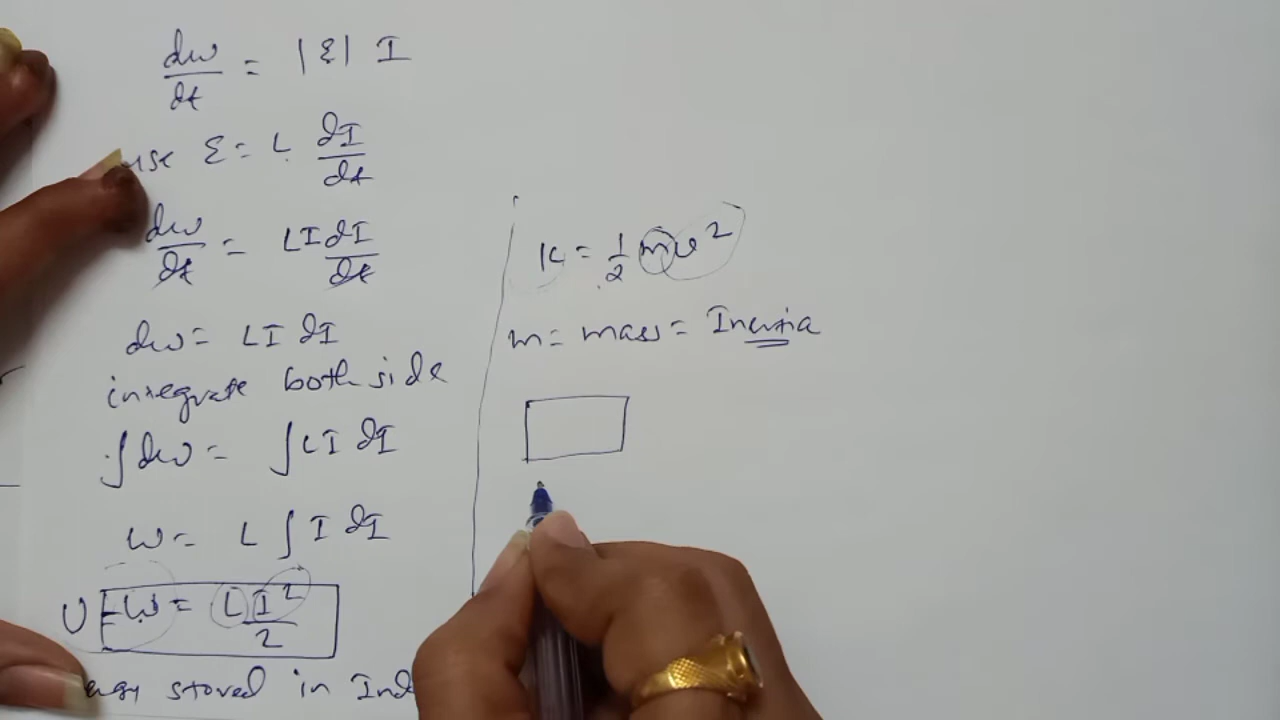 dw/dt = |ε| I
use ε = L dI/dt
dw/dt = LI dI/dt
dw = LI dI
integrate both side
∫dw = ∫LI dI
W = L ∫ I dI
U = W = LI²/2
stored in
K = 1/2 mv²
m = mass = Inertia